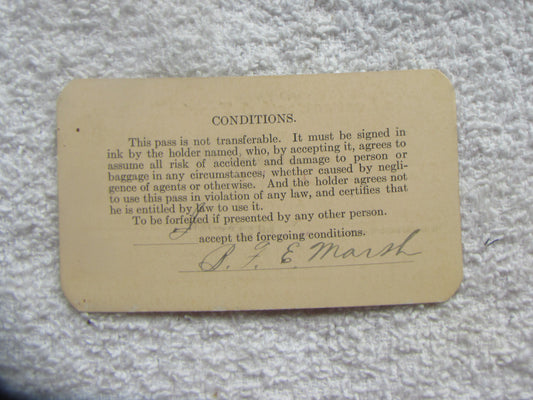 CONDITIONS.
This pass is not transferable. It must be signed in
ink by the holder named, who, by accepting it, agrees to
assume all risk of accident and damage to person or
baggage in any circumstances, whether caused by negli-
gence of agents or otherwise. And the holder agrees not
to use this pass in violation of any law, and certifies that
he is entitled by law to use it.
To be forfeited if presented by any other person.
I accept the foregoing conditions.
E. Marsh